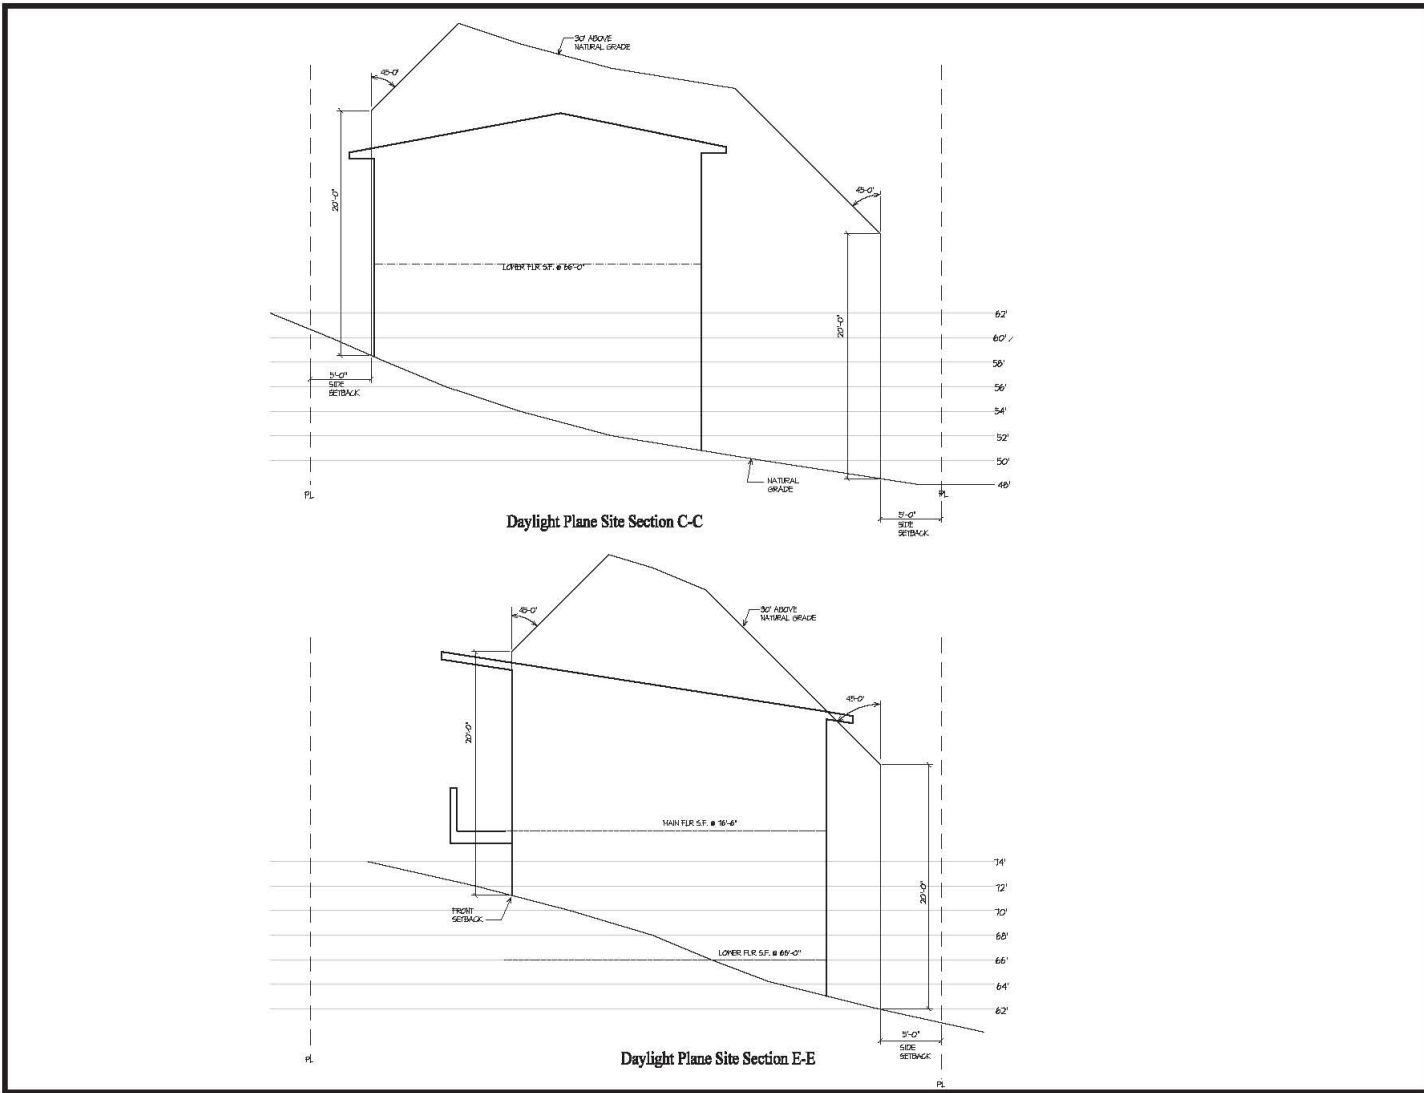 30' ABOVE
NATURAL GRADE
45-0'
20'-0"
45-0'
LOWER FLR S.F. @ 66'-0"
20'-0"
62'
60'
58'
56'
54'
52'
50'
48'
5'-0"
SIDE
SETBACK
NATURAL
GRADE
PL
PL
5'-0"
SIDE
SETBACK
Daylight Plane Site Section C-C
45-0'
30' ABOVE
NATURAL GRADE
45-0'
20'-0"
MAIN FLR S.F. @ 76'-6"
74'
72'
70'
68'
66'
64'
62'
20'-0"
FRONT
SETBACK
LOWER FLR S.F. @ 66'-0"
5'-0"
SIDE
SETBACK
PL
Daylight Plane Site Section E-E
PL